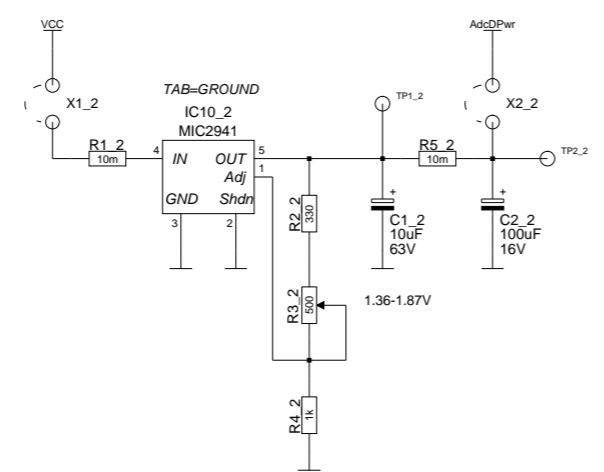 VCC
AdcDPwr
X1_2
TAB=GROUND
IC10_2
MIC2941
TP1_2
X2_2
R1_2
10m
4
IN
OUT
5
Adj
1
GND
Shdn
3
2
R5_2
10m
TP2_2
R2_2
330
+
C1_2
10uF
63V
+
C2_2
100uF
16V
R3_2
500
1.36-1.87V
R4_2
1k